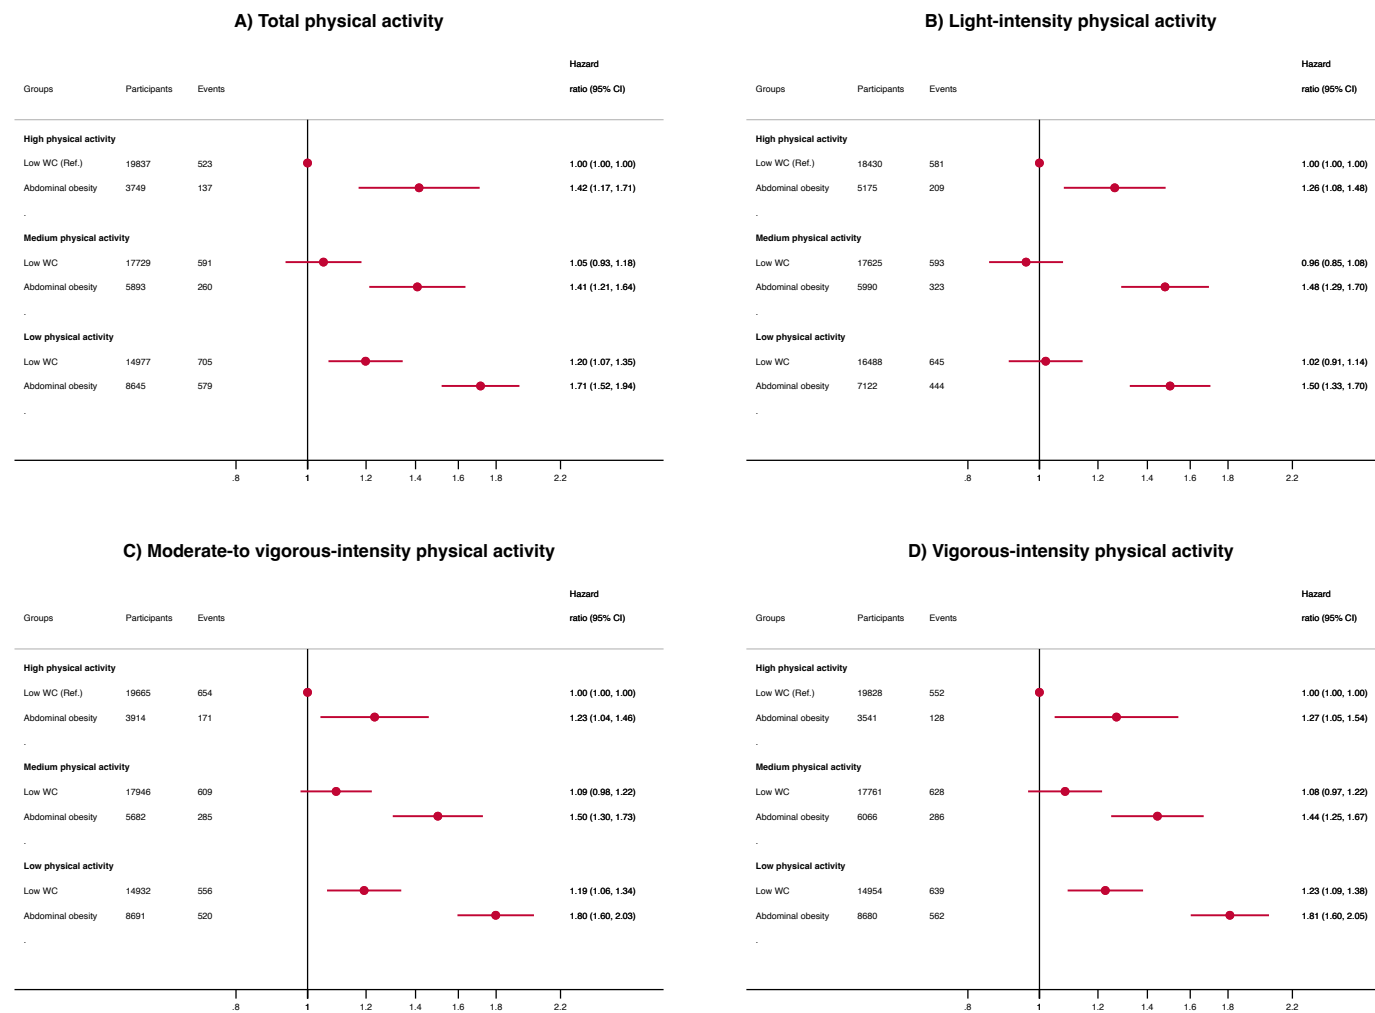 A) Total physical activity
Hazard
Groups Participants Events ratio (95% CI)
High physical activity
Low WC (Ref.) 19837 523 1.00 (1.00, 1.00)
Abdominal obesity 3749 137 1.42 (1.17, 1.71)
.
Medium physical activity
Low WC 17729 591 1.05 (0.93, 1.18)
Abdominal obesity 5893 260 1.41 (1.21, 1.64)
.
Low physical activity
Low WC 14977 705 1.20 (1.07, 1.35)
Abdominal obesity 8645 579 1.71 (1.52, 1.94)
.
.8 1 1.2 1.4 1.6 1.8 2.2
B) Light-intensity physical activity
Hazard
Groups Participants Events ratio (95% CI)
High physical activity
Low WC (Ref.) 18430 581 1.00 (1.00, 1.00)
Abdominal obesity 5175 209 1.26 (1.08, 1.48)
.
Medium physical activity
Low WC 17625 593 0.96 (0.85, 1.08)
Abdominal obesity 5990 323 1.48 (1.29, 1.70)
.
Low physical activity
Low WC 16488 645 1.02 (0.91, 1.14)
Abdominal obesity 7122 444 1.50 (1.33, 1.70)
.
.8 1 1.2 1.4 1.6 1.8 2.2
C) Moderate-to vigorous-intensity physical activity
Hazard
Groups Participants Events ratio (95% CI)
High physical activity
Low WC (Ref.) 19665 654 1.00 (1.00, 1.00)
Abdominal obesity 3914 171 1.23 (1.04, 1.46)
.
Medium physical activity
Low WC 17946 609 1.09 (0.98, 1.22)
Abdominal obesity 5682 285 1.50 (1.30, 1.73)
.
Low physical activity
Low WC 14932 556 1.19 (1.06, 1.34)
Abdominal obesity 8691 520 1.80 (1.60, 2.03)
.
.8 1 1.2 1.4 1.6 1.8 2.2
D) Vigorous-intensity physical activity
Hazard
Groups Participants Events ratio (95% CI)
High physical activity
Low WC (Ref.) 19828 552 1.00 (1.00, 1.00)
Abdominal obesity 3541 128 1.27 (1.05, 1.54)
.
Medium physical activity
Low WC 17761 628 1.08 (0.97, 1.22)
Abdominal obesity 6066 286 1.44 (1.25, 1.67)
.
Low physical activity
Low WC 14954 639 1.23 (1.09, 1.38)
Abdominal obesity 8680 562 1.81 (1.60, 2.05)
.
.8 1 1.2 1.4 1.6 1.8 2.2